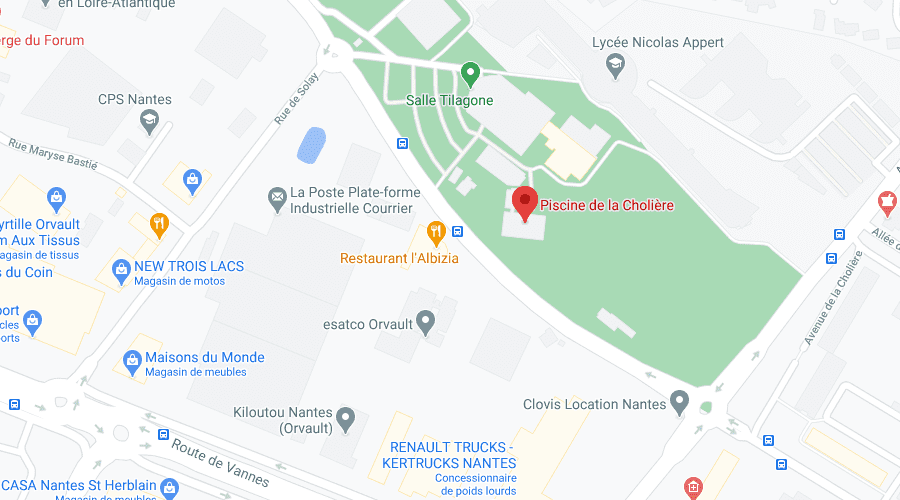 en Loire-Atlantique
erge du Forum
Lycée Nicolas Appert
CPS Nantes
Rue de Solay
Salle Tilagone
Rue Maryse Bastié
La Poste Plate-forme
Industrielle Courrier
Piscine de la Cholière
Allée d
yrtille Orvault
m Aux Tissus
Magasin de tissus
s du Coin
Restaurant l'Albizia
NEW TROIS LACS
Magasin de motos
Avenue de la Cholière
port
cles
ports
esatco Orvault
Maisons du Monde
Magasin de meubles
Clovis Location Nantes
Kiloutou Nantes
(Orvault)
Route de Vannes
RENAULT TRUCKS -
KERTRUCKS NANTES
Concessionnaire
de poids lourds
CASA Nantes St Herblain
Magasin de meubles